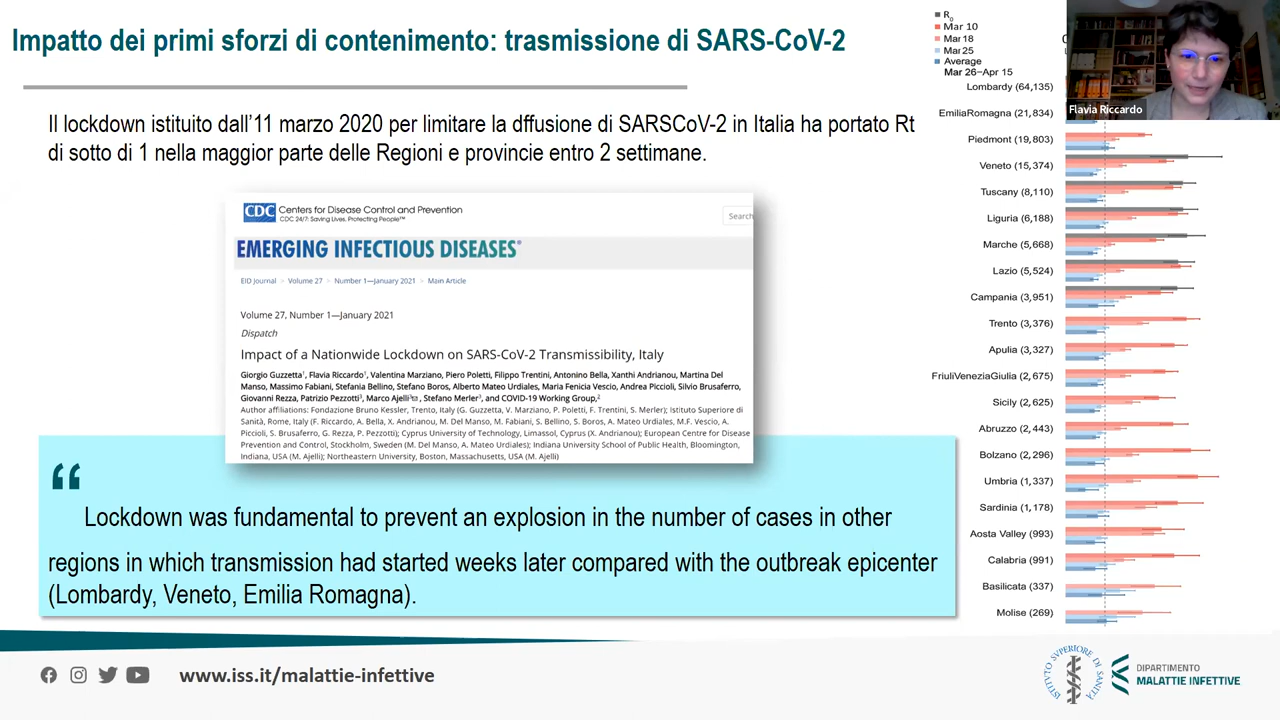 Impatto dei primi sforzi di contenimento: trasmissione di SARS-CoV-2
Il lockdown istituito dall'11 marzo 2020 per limitare la dffusione di SARSCoV-2 in Italia ha portato Rt
di sotto di 1 nella maggior parte delle Regioni e provincie entro 2 settimane.
CDC Centers for Disease Control and Prevention
CDC 24/7: Saving Lives, Protecting People™
Search
EMERGING INFECTIOUS DISEASES®
EID Journal > Volume 27 > Number 1—January 2021 > Main Article
Volume 27, Number 1—January 2021
Dispatch
Impact of a Nationwide Lockdown on SARS-CoV-2 Transmissibility, Italy
Giorgio Guzzetta¹, Flavia Riccardo¹, Valentina Marziano, Piero Poletti, Filippo Trentini, Antonino Bella, Xanthi Andrianou, Martina Del
Manso, Massimo Fabiani, Stefania Bellino, Stefano Boros, Alberto Mateo Urdiales, Maria Fenicia Vescio, Andrea Piccioli, Silvio Brusaferro,
Giovanni Rezza, Patrizio Pezzotti³, Marco Ajelli³✉, Stefano Merler³, and COVID-19 Working Group,²
Author affiliations: Fondazione Bruno Kessler, Trento, Italy (G. Guzzetta, V. Marziano, P. Poletti, F. Trentini, S. Merler); Istituto Superiore di
Sanità, Rome, Italy (F. Riccardo, A. Bella, X. Andrianou, M. Del Manso, M. Fabiani, S. Bellino, S. Boros, A. Mateo Urdiales, M.F. Vescio, A.
Piccioli, S. Brusaferro, G. Rezza, P. Pezzotti); Cyprus University of Technology, Limassol, Cyprus (X. Andrianou); European Centre for Disease
Prevention and Control, Stockholm, Sweden (M. Del Manso, A. Mateo Urdiales); Indiana University School of Public Health, Bloomington,
Indiana, USA (M. Ajelli); Northeastern University, Boston, Massachusetts, USA (M. Ajelli)
“
Lockdown was fundamental to prevent an explosion in the number of cases in other
regions in which transmission had started weeks later compared with the outbreak epicenter
(Lombardy, Veneto, Emilia Romagna).
R₀
Mar 10
Mar 18
Mar 25
Average
Mar 26−Apr 15
Flavia Riccardo
Lombardy (64,135)
EmiliaRomagna (21,834)
Piedmont (19,803)
Veneto (15,374)
Tuscany (8,110)
Liguria (6,188)
Marche (5,668)
Lazio (5,524)
Campania (3,951)
Trento (3,376)
Apulia (3,327)
FriuliVeneziaGiulia (2,675)
Sicily (2,625)
Abruzzo (2,443)
Bolzano (2,296)
Umbria (1,337)
Sardinia (1,178)
Aosta Valley (993)
Calabria (991)
Basilicata (337)
Molise (269)
www.iss.it/malattie-infettive
ISTITUTO SUPERIORE DI SANITÀ
DIPARTIMENTO
MALATTIE INFETTIVE